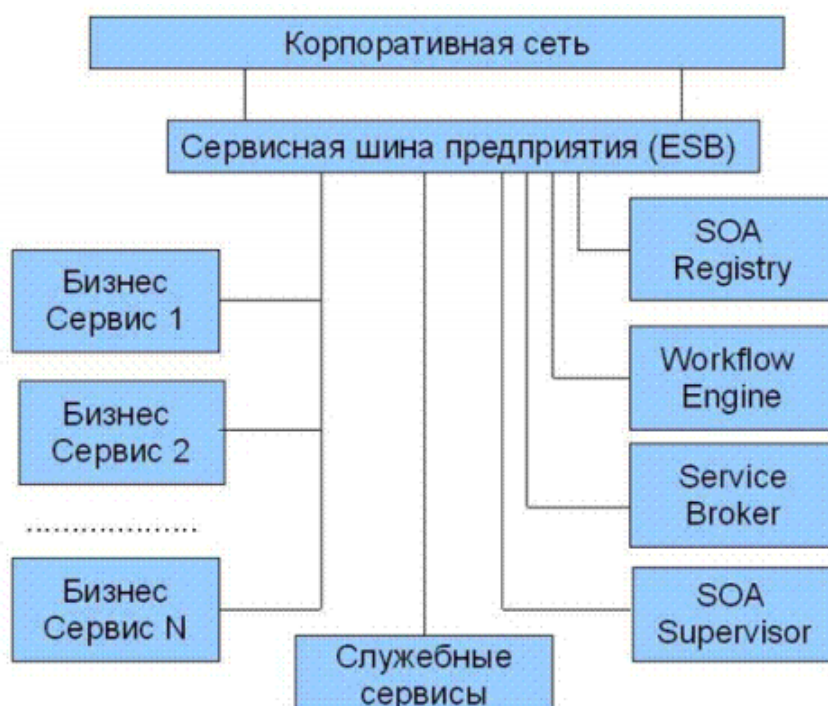 Корпоративная сеть
Сервисная шина предприятия (ESB)
Бизнес
Сервис 1
Бизнес
Сервис 2
....................
Бизнес
Сервис N
Служебные
сервисы
SOA
Registry
Workflow
Engine
Service
Broker
SOA
Supervisor